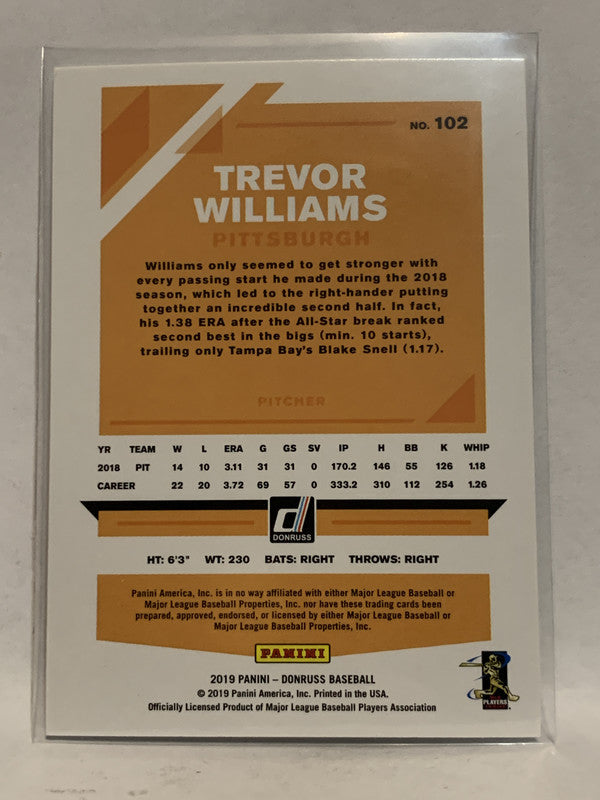 NO. 102
TREVOR
WILLIAMS
PITTSBURGH
Williams only seemed to get stronger with
every passing start he made during the 2018
season, which led to the right-hander putting
together an incredible second half. In fact,
his 1.38 ERA after the All-Star break ranked
second best in the bigs (min. 10 starts),
trailing only Tampa Bay's Blake Snell (1.17).
PITCHER
YR TEAM W L ERA G GS SV IP H BB K WHIP
2018 PIT 14 10 3.11 31 31 0 170.2 146 55 126 1.18
CAREER 22 20 3.72 69 57 0 333.2 310 112 254 1.26
d
DONRUSS
HT: 6'3" WT: 230 BATS: RIGHT THROWS: RIGHT
Panini America, Inc. is in no way affiliated with either Major League Baseball or
Major League Baseball Properties, Inc. nor have these trading cards been
prepared, approved, endorsed, or licensed by either Major League Baseball or
Major League Baseball Properties, Inc.
PANINI
2019 PANINI – DONRUSS BASEBALL
© 2019 Panini America, Inc. Printed in the USA.
Officially Licensed Product of Major League Baseball Players Association
PLAYERS